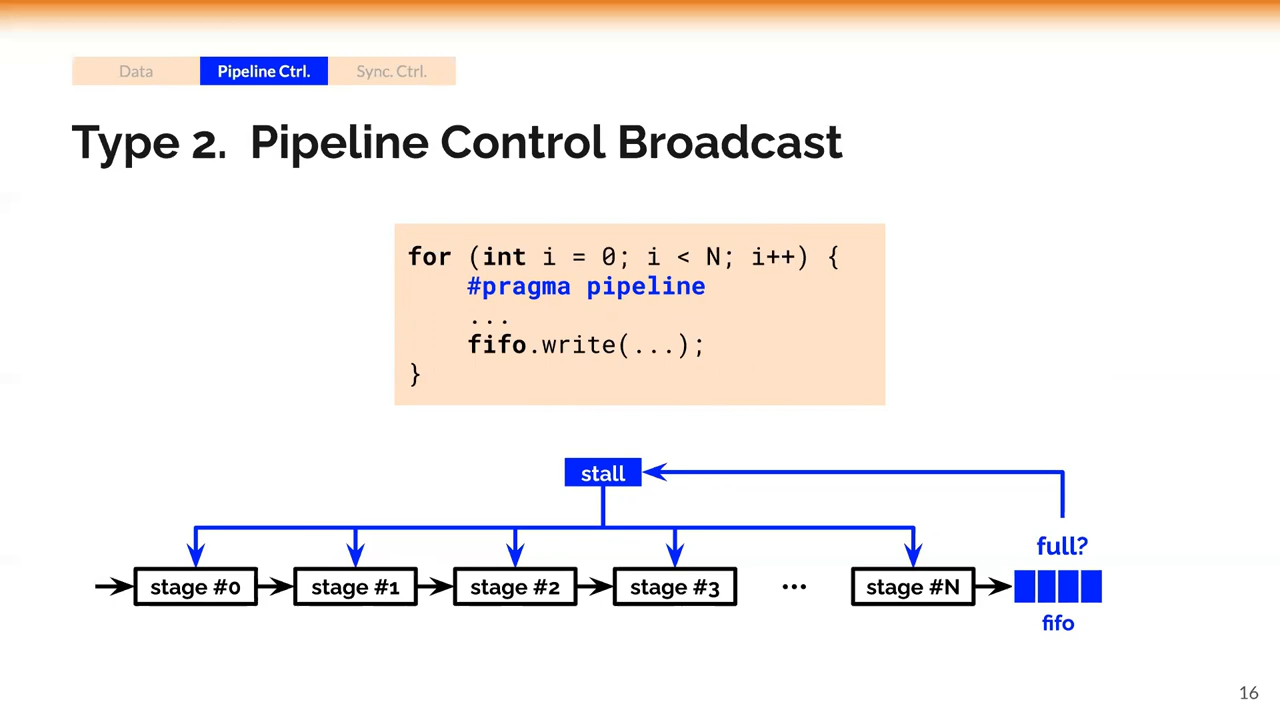 Data Pipeline Ctrl. Sync. Ctrl.
Type 2. Pipeline Control Broadcast
for (int i = 0; i < N; i++) {
#pragma pipeline
...
fifo.write(...);
}
stall
full?
stage #0 stage #1 stage #2 stage #3 ... stage #N
fifo
16